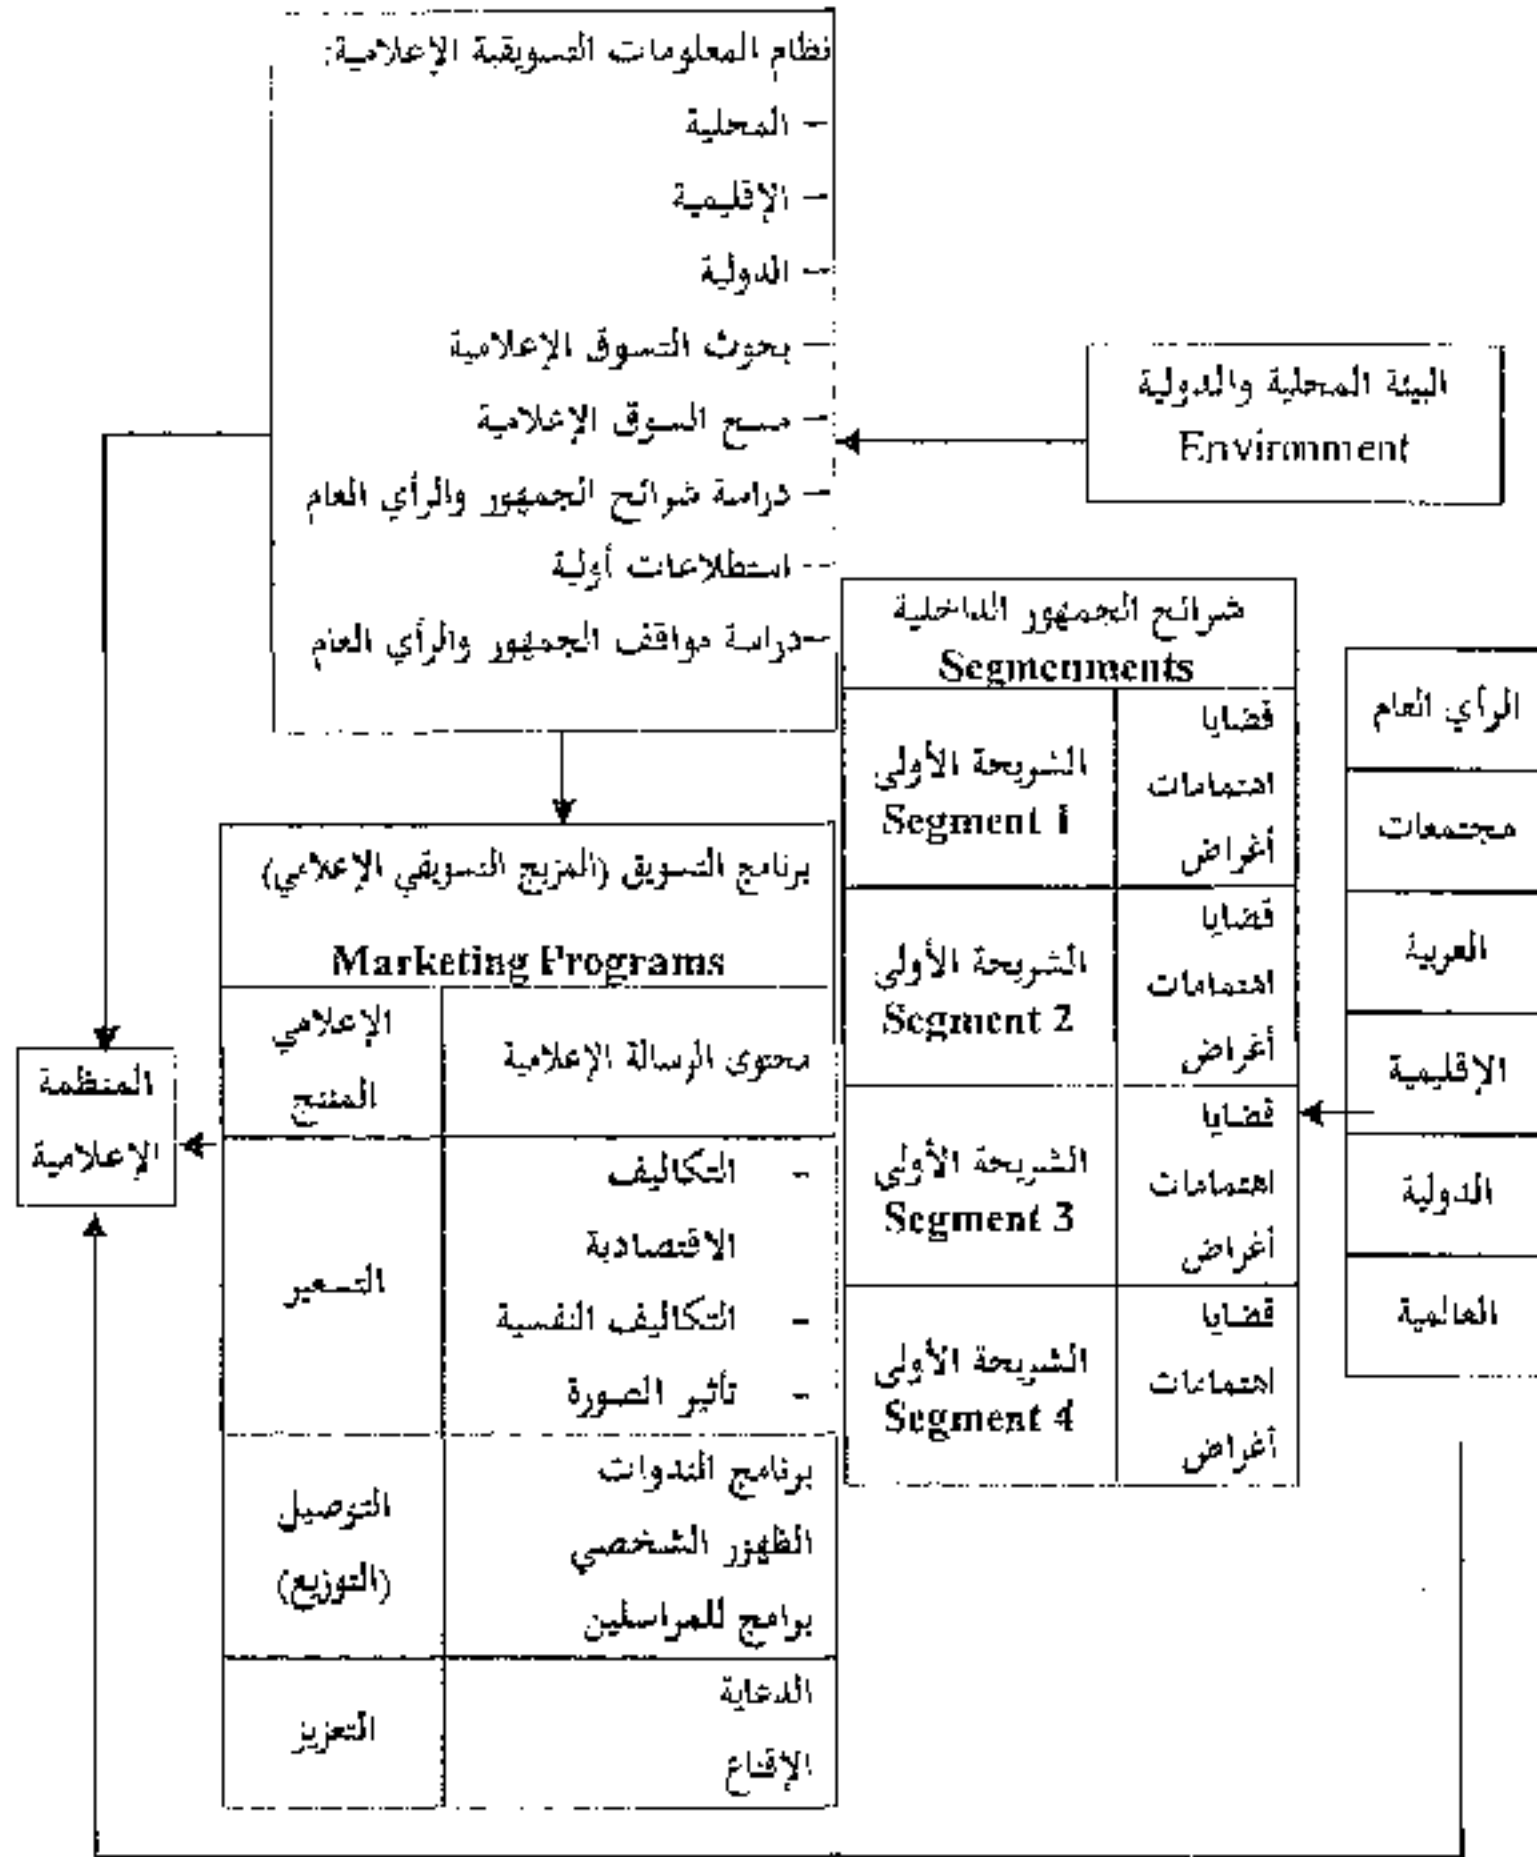 نظام المعلومات التسويقية الإعلامية:
– المحلية
– الإقليمية
– الدولية
– بحوث التسوق الإعلامية
– مسح السوق الإعلامية
– دراسة شرائح الجمهور والرأي العام
– استطلاعات أولية
–دراسة مواقف الجمهور والرأي العام
البيئة المحلية والدولية
Environment
شرائح الجمهور الداخلية
Segmenments
قضايا
اهتمامات
أغراض
الشريحة الأولى
Segment 1
قضايا
اهتمامات
أغراض
الشريحة الأولى
Segment 2
قضايا
اهتمامات
أغراض
الشريحة الأولى
Segment 3
قضايا
اهتمامات
أغراض
الشريحة الأولى
Segment 4
الرأي العام
مجتمعات
العربية
الإقليمية
الدولية
العالمية
برنامج التسويق (المزيج التسويقي الإعلامي)
Marketing Programs
محتوى الرسالة الإعلامية
الإعلامي
المنتج
- التكاليف
الاقتصادية
- التكاليف النفسية
- تأثير الصورة
التسعير
برنامج الندوات
الظهور الشخصي
برامج للمراسلين
التوصيل
(التوزيع)
الدعاية
الإقناع
التعزيز
المنظمة
الإعلامية